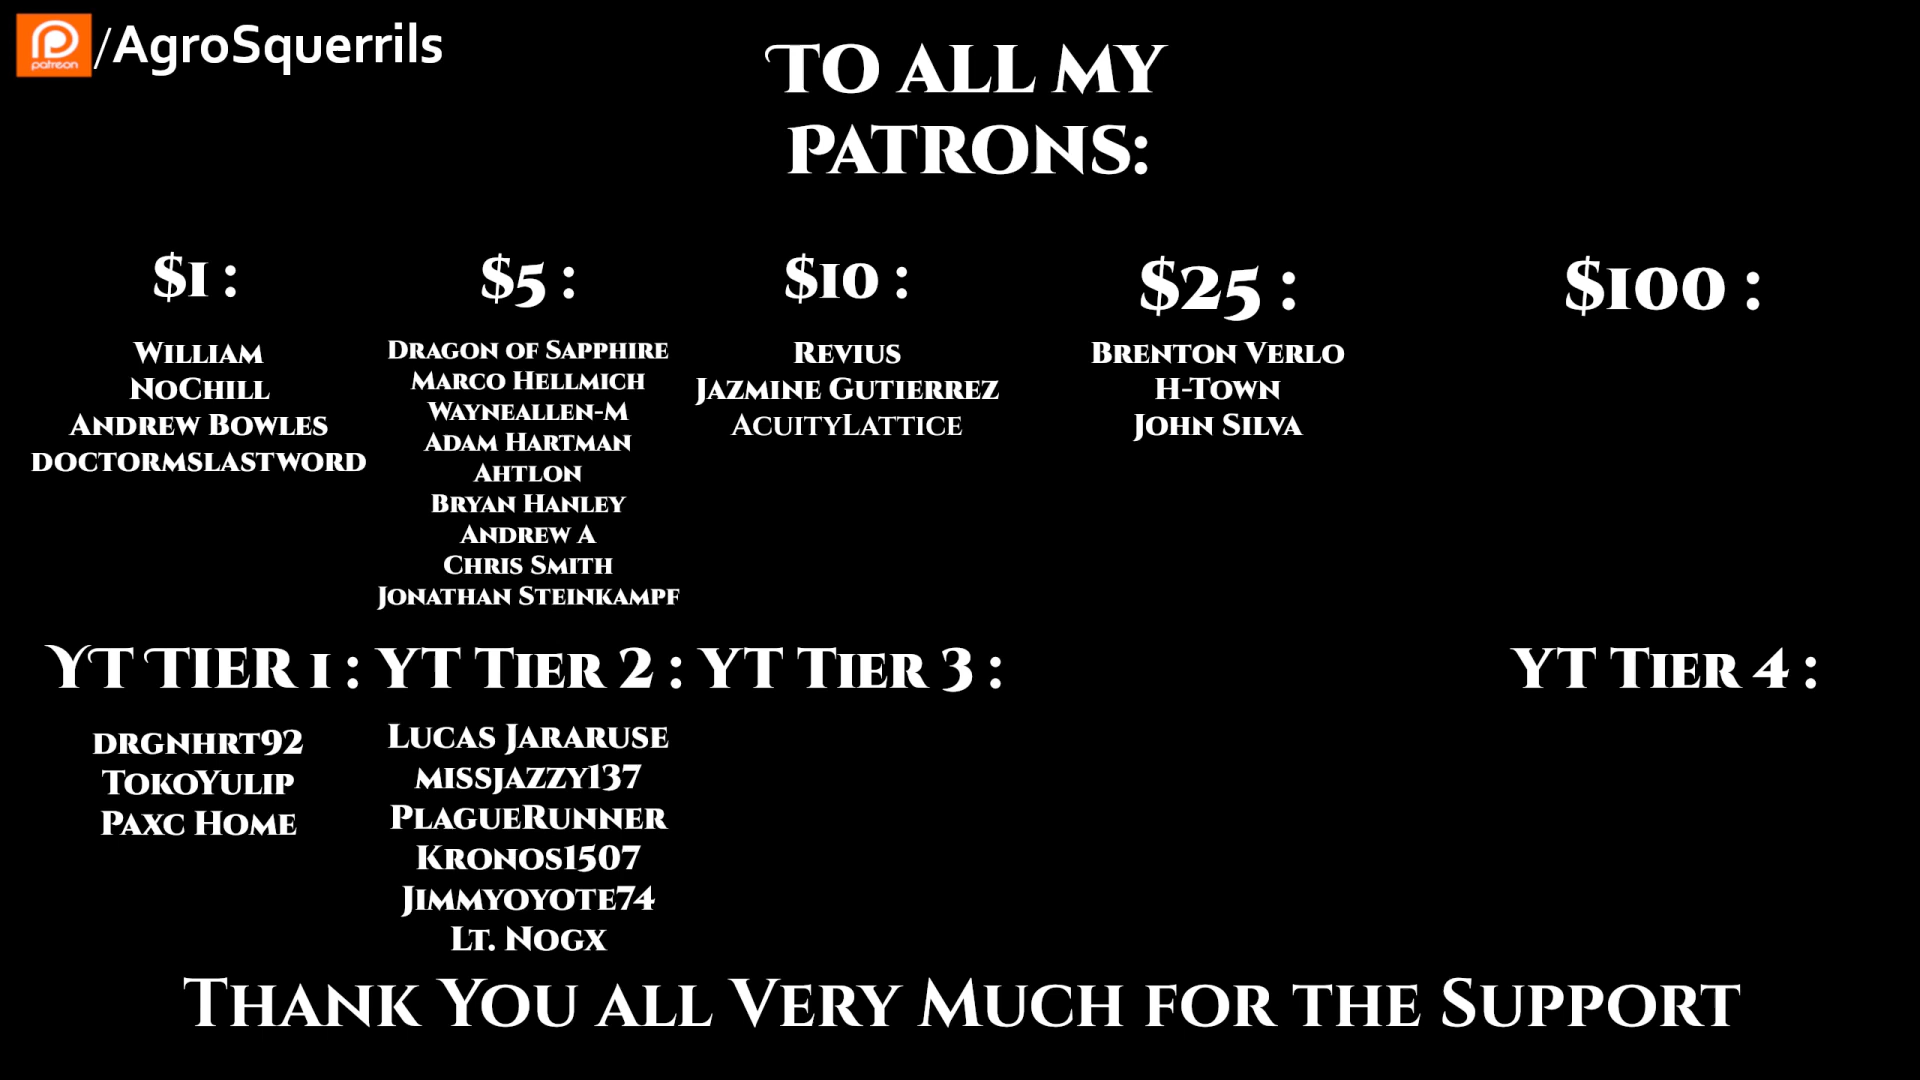 patreon
/AgroSquerrils
To all my
Patrons:
$1 :
William
NoChill
Andrew Bowles
doctormslastword
$5 :
Dragon of Sapphire
Marco Hellmich
Wayneallen-M
Adam Hartman
Ahtlon
Bryan Hanley
Andrew A
Chris Smith
Jonathan Steinkampf
$10 :
Revius
Jazmine Gutierrez
AcuityLattice
$25 :
Brenton Verlo
H-Town
John Silva
$100 :
YT Tier 1 :
drgnhrt92
TokoYulip
Paxc Home
YT Tier 2 :
Lucas Jararuse
missjazzy137
PlagueRunner
Kronos1507
Jimmyoyote74
Lt. Nogx
YT Tier 3 :
YT Tier 4 :
Thank You all Very Much for the Support